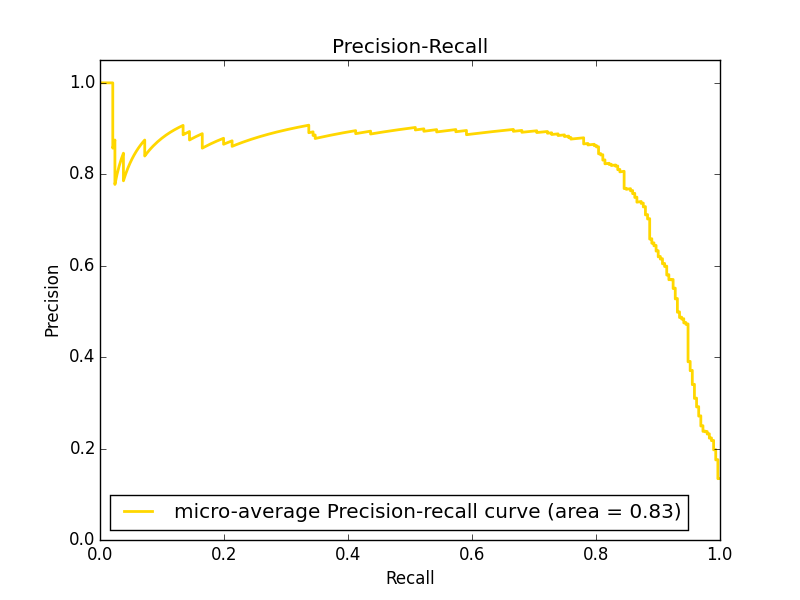 Precision-Recall
1.0
0.8
0.6
0.4
0.2
0.0
Precision
0.0 0.2 0.4 0.6 0.8 1.0
Recall
micro-average Precision-recall curve (area = 0.83)